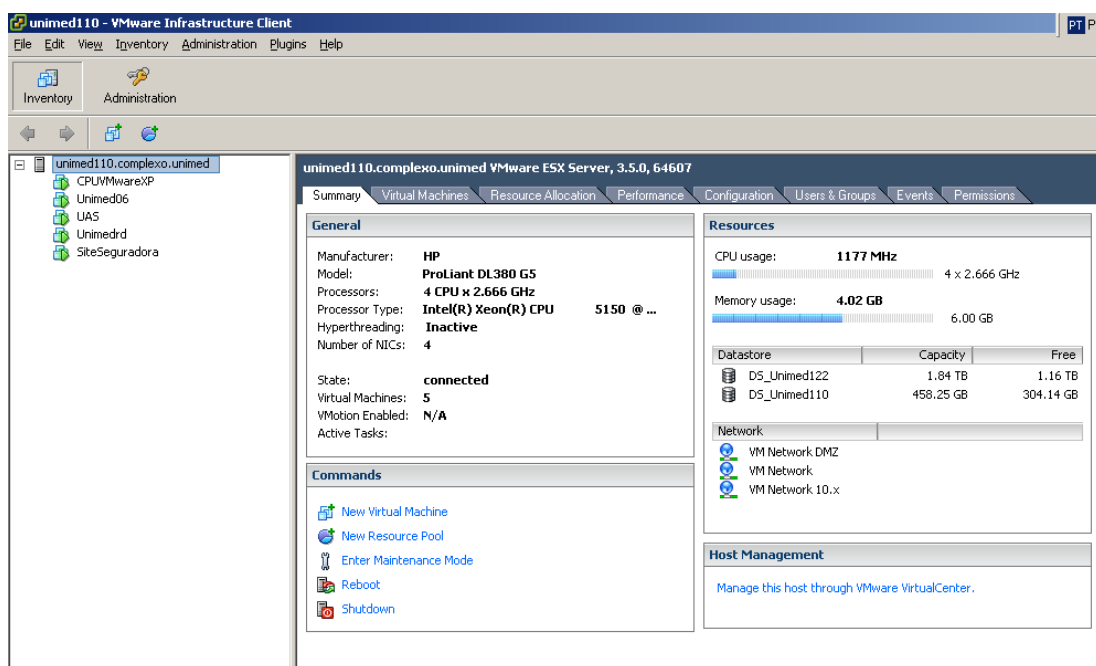 unimed110 - VMware Infrastructure Client
PT P
File Edit View Inventory Administration Plugins Help
Inventory Administration
unimed110.complexo.unimed
CPUVMwareXP
Unimed06
UAS
Unimedrd
SiteSeguradora
unimed110.complexo.unimed VMware ESX Server, 3.5.0, 64607
Summary Virtual Machines Resource Allocation Performance Configuration Users & Groups Events Permissions
General
Manufacturer: HP
Model: ProLiant DL380 G5
Processors: 4 CPU x 2.666 GHz
Processor Type: Intel(R) Xeon(R) CPU 5150 @ ...
Hyperthreading: Inactive
Number of NICs: 4
State: connected
Virtual Machines: 5
VMotion Enabled: N/A
Active Tasks:
Commands
New Virtual Machine
New Resource Pool
Enter Maintenance Mode
Reboot
Shutdown
Resources
CPU usage: 1177 MHz
4 x 2.666 GHz
Memory usage: 4.02 GB
6.00 GB
Datastore Capacity Free
DS_Unimed122 1.84 TB 1.16 TB
DS_Unimed110 458.25 GB 304.14 GB
Network
VM Network DMZ
VM Network
VM Network 10.x
Host Management
Manage this host through VMware VirtualCenter.